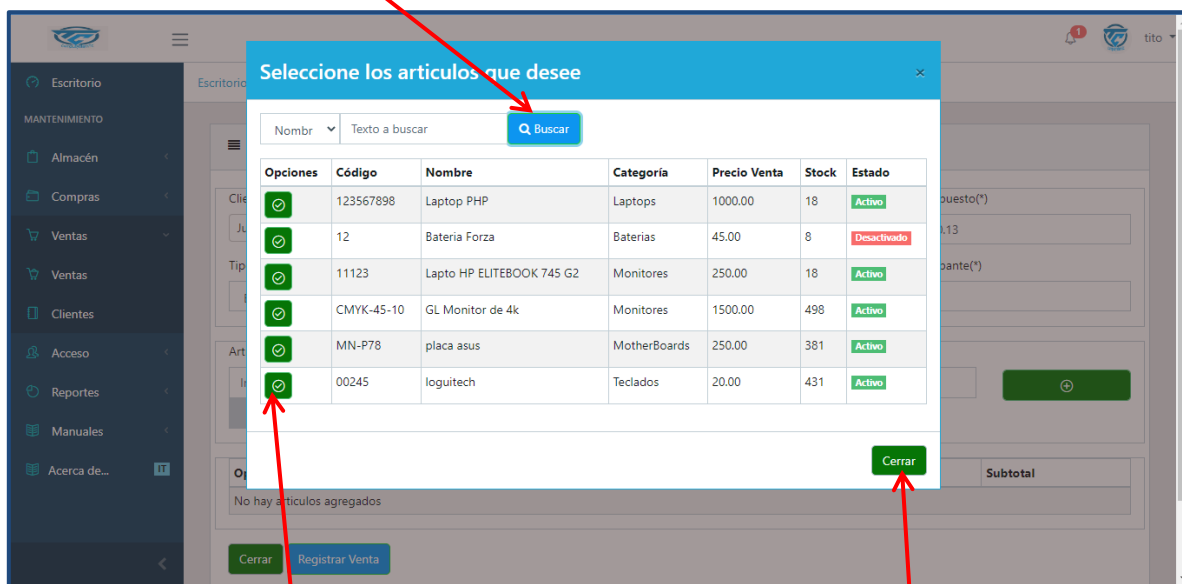 1
tito
Escritorio
Escritorio
Seleccione los articulos que desee
×
MANTENIMIENTO
Nombr
Texto a buscar
Buscar
Almacén
Opciones Código Nombre Categoría Precio Venta Stock Estado
Compras
123567898 Laptop PHP Laptops 1000.00 18 Activo
puesto(*)
Ventas
12 Bateria Forza Baterias 45.00 8 Desactivado
.13
Ventas
11123 Lapto HP ELITEBOOK 745 G2 Monitores 250.00 18 Activo
Tip
pante(*)
Clientes
CMYK-45-10 GL Monitor de 4k Monitores 1500.00 498 Activo
Acceso
Art
MN-P78 placa asus MotherBoards 250.00 381 Activo
Reportes
00245 loguitech Teclados 20.00 431 Activo
Manuales
Acerca de... IT
Cerrar
Subtotal
No hay articulos agregados
Cerrar
Registrar Venta